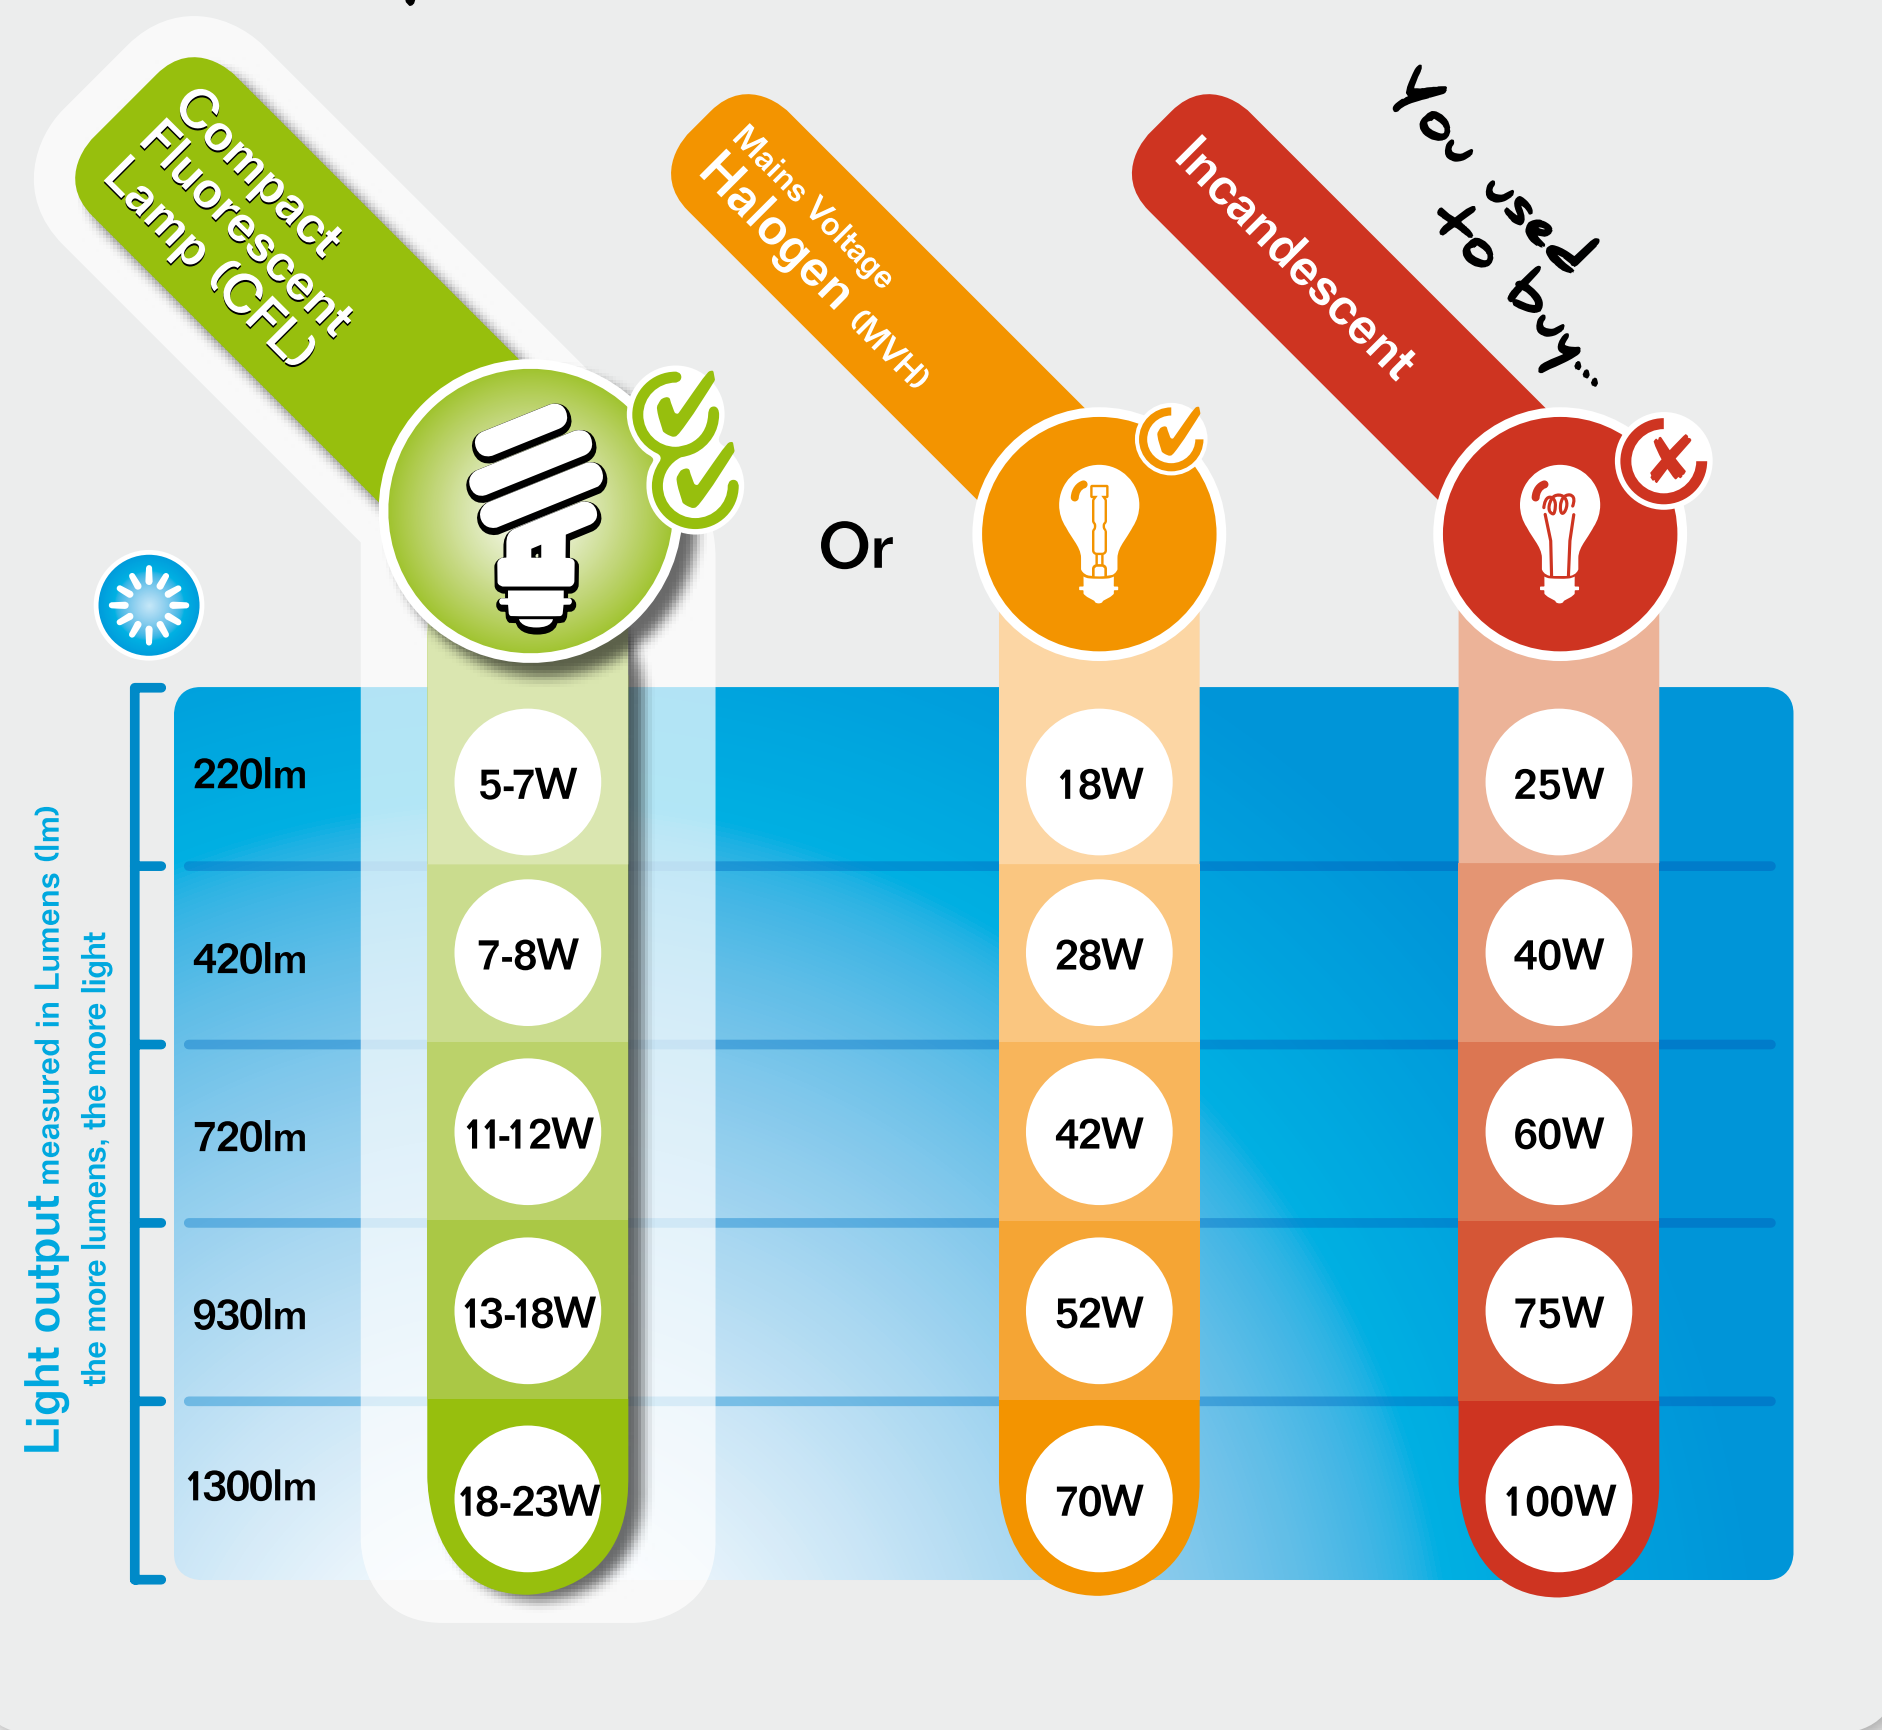 Compact
Fluorescent
Lamp (CFL)
Mains Voltage
Halogen (MVH)
Incandescent
You used
to buy...
Or
220lm 5-7W 18W 25W
420lm 7-8W 28W 40W
720lm 11-12W 42W 60W
930lm 13-18W 52W 75W
1300lm 18-23W 70W 100W
Light output measured in Lumens (lm)
the more lumens, the more light